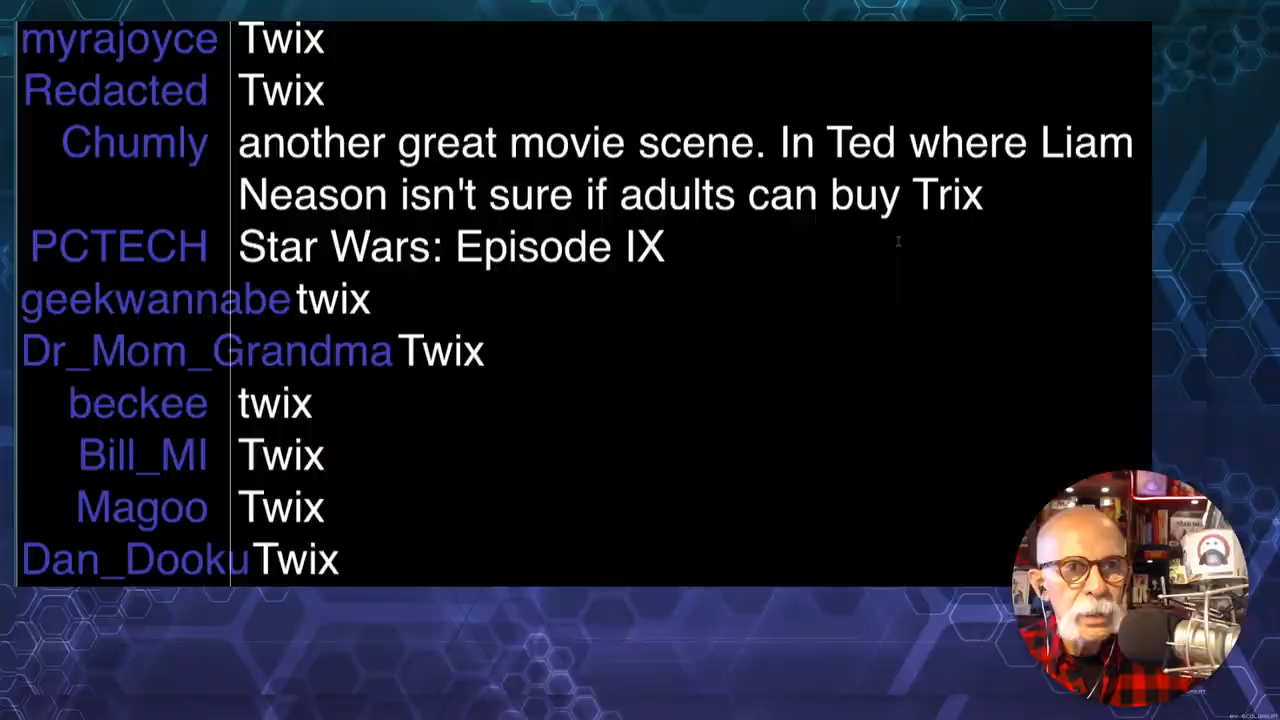 myrajoyce Twix
Redacted Twix
Chumly another great movie scene. In Ted where Liam
Neason isn't sure if adults can buy Trix
PCTECH Star Wars: Episode IX
geekwannabe twix
Dr_Mom_Grandma Twix
beckee twix
Bill_MI Twix
Magoo Twix
Dan_Dooku Twix